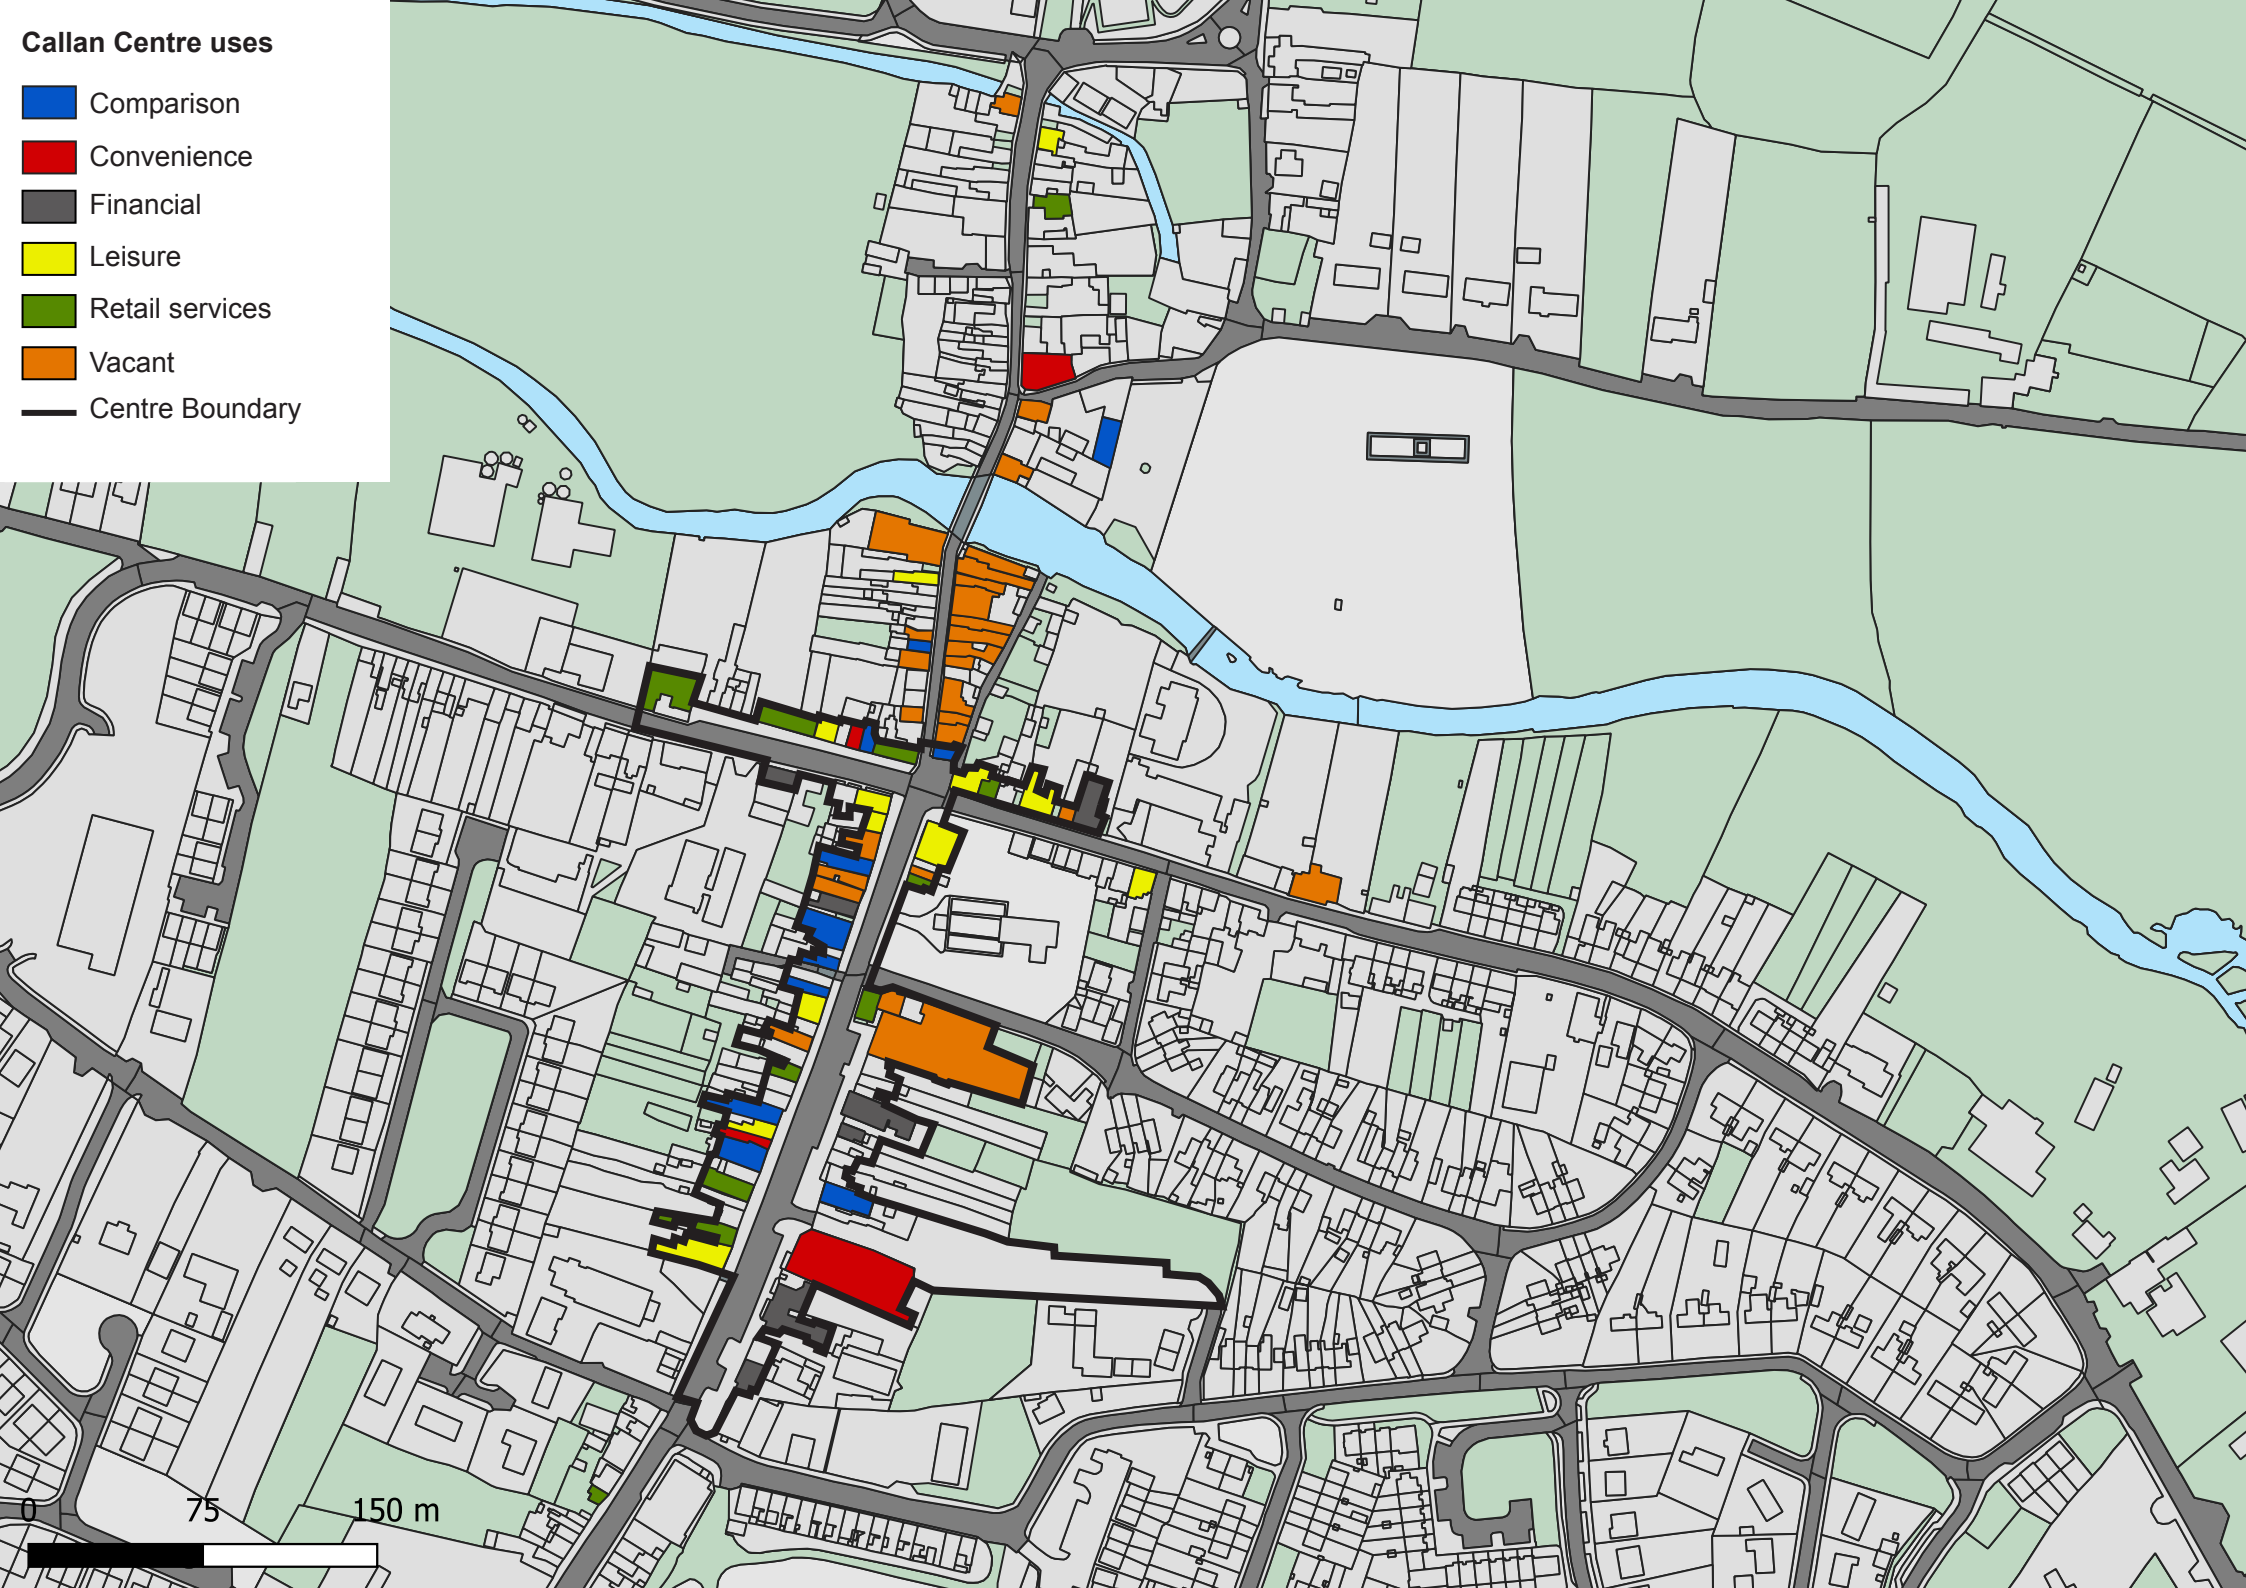 Callan Centre uses
Comparison
Convenience
Financial
Leisure
Retail services
Vacant
Centre Boundary
0 75 150 m